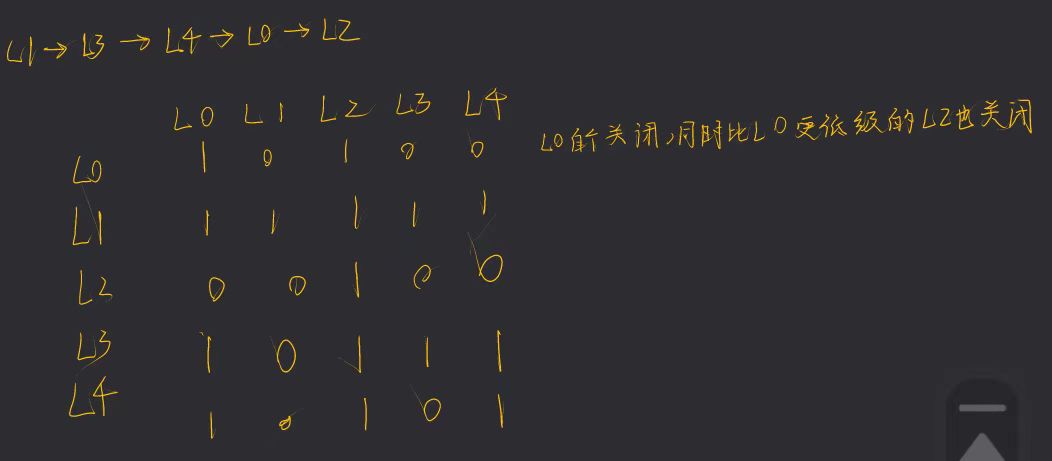 L1→L3→L4→L0→L2
L0 L1 L2 L3 L4
L0 1 0 1 0 0
L1 1 1 1 1 1
L2 0 0 1 0 0
L3 1 0 1 1 1
L4 1 0 1 0 1
L0的 关闭,同时比L0更低级的L2也关闭